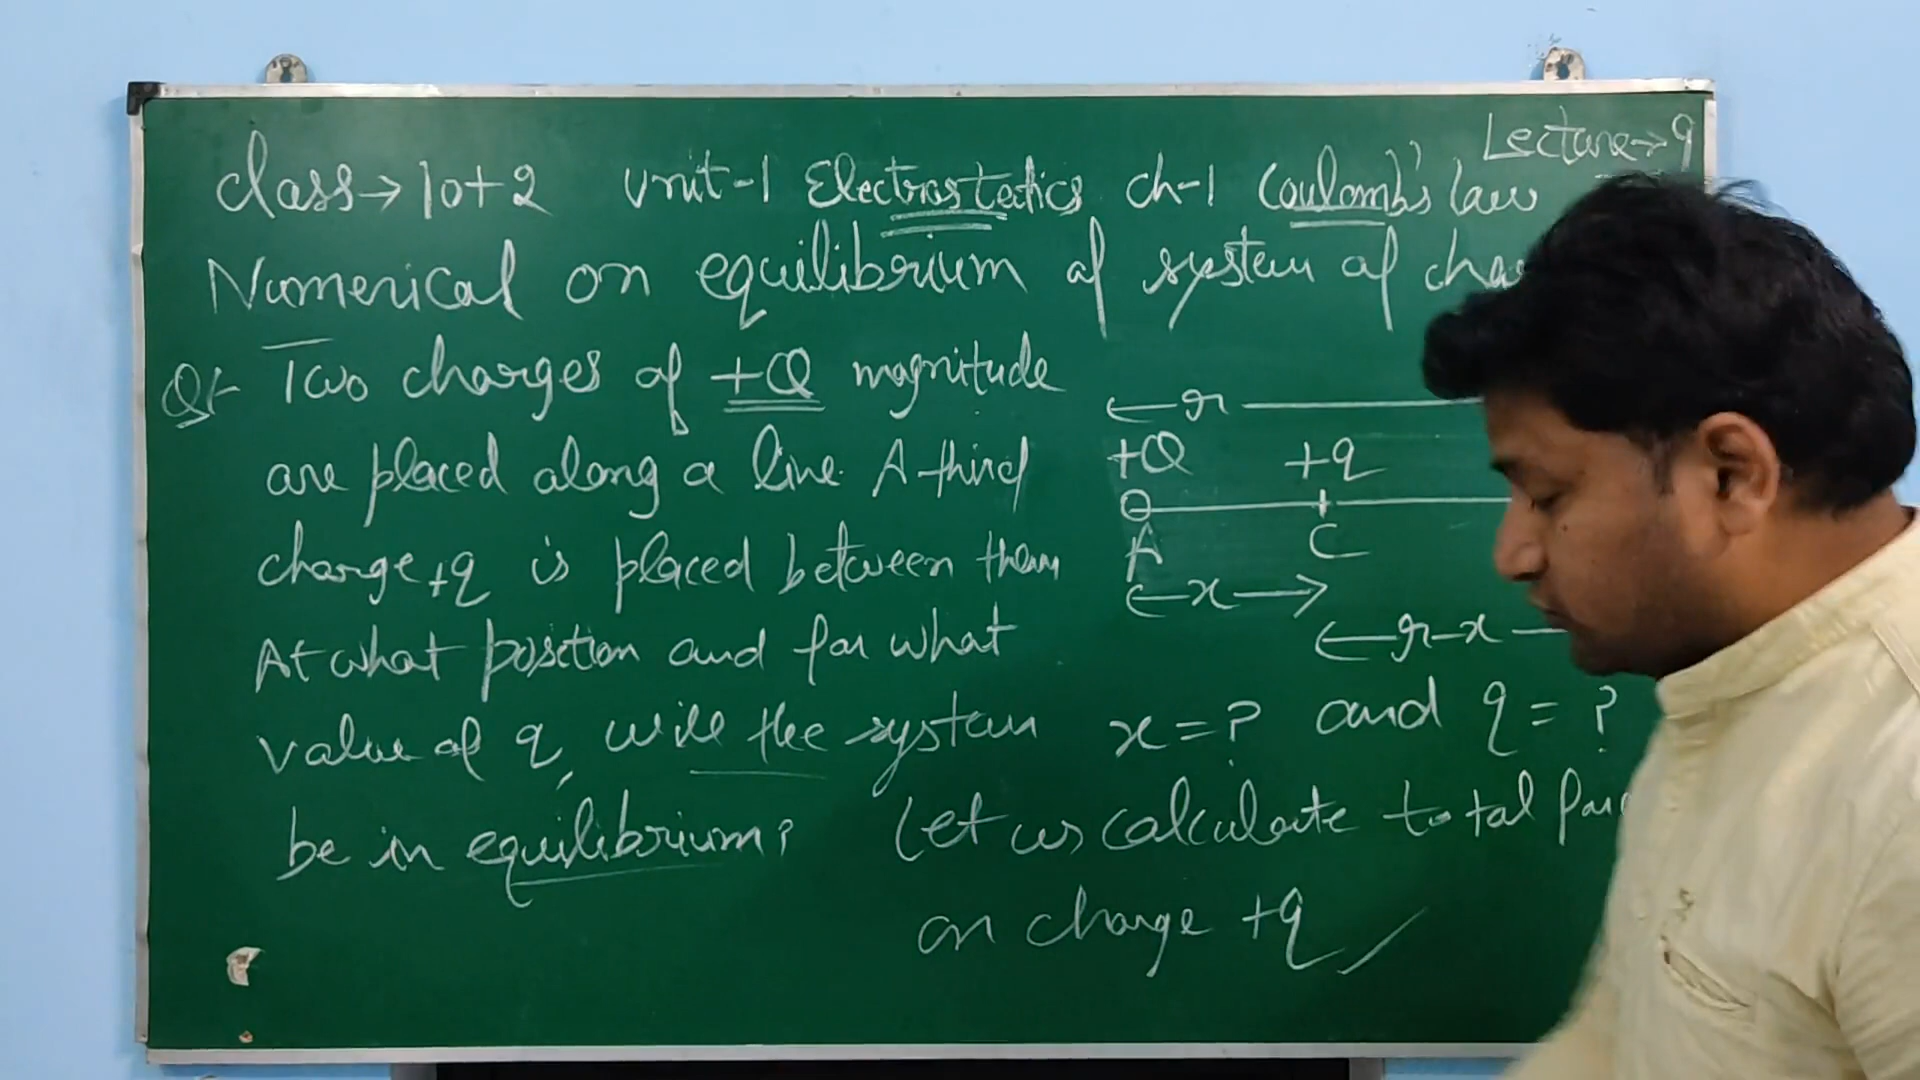 Lecture→9
Class→10+2 Unit-1 Electrostatics Ch-1 Coulomb's law
Numerical on equilibrium of system of
Q1- Two charges of +Q magnitude
are placed along a line. A third
charge +q is placed between them
At what position and for what
value of q, will the system
be in equilibrium?
r
+Q +q
A C
x
r-x
x=? and q=?
Let us calculate total
on charge +q